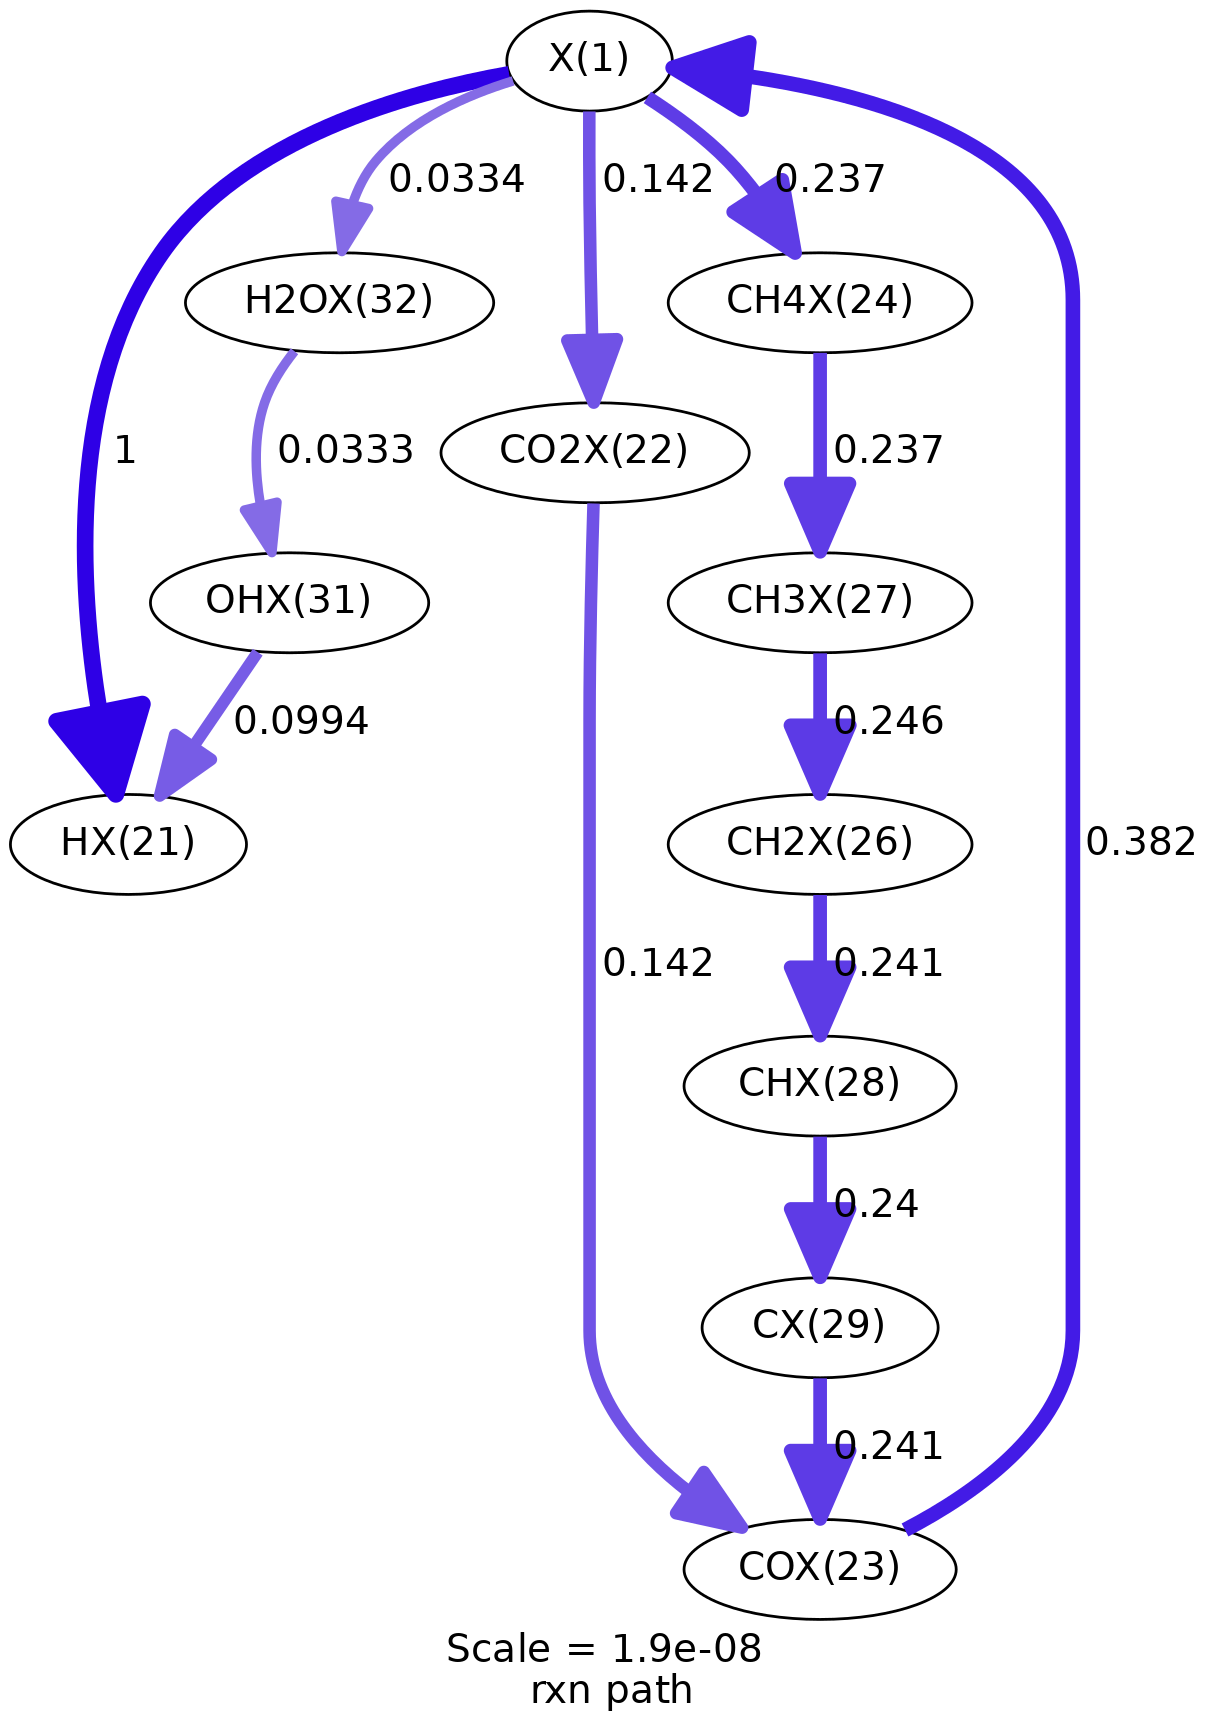 X(1)
0.0334
0.142
0.237
H2OX(32)
CH4X(24)
1
0.0333
CO2X(22)
0.237
OHX(31)
CH3X(27)
0.0994
0.246
HX(21)
CH2X(26)
0.382
0.142
0.241
CHX(28)
0.24
CX(29)
0.241
COX(23)
Scale = 1.9e-08
rxn path